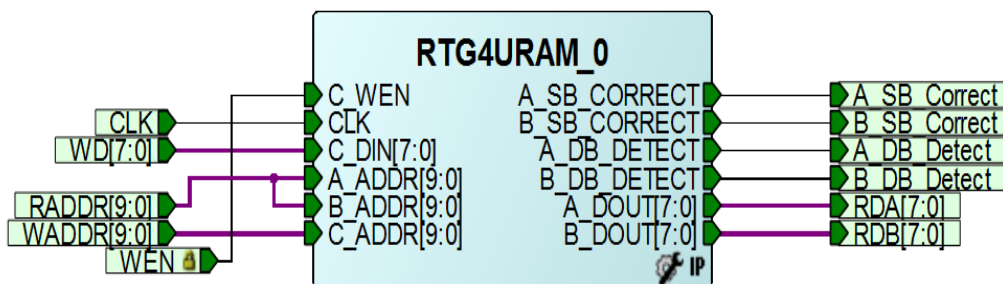 RTG4URAM_0
C_WEN A_SB_CORRECT A_SB_Correct
CLK CLK B_SB_CORRECT B_SB_Correct
WD[7:0] C_DIN[7:0] A_DB_DETECT A_DB_Detect
A_ADDR[9:0] B_DB_DETECT B_DB_Detect
RADDR[9:0] B_ADDR[9:0] A_DOUT[7:0] RDA[7:0]
WADDR[9:0] C_ADDR[9:0] B_DOUT[7:0] RDB[7:0]
WEN IP